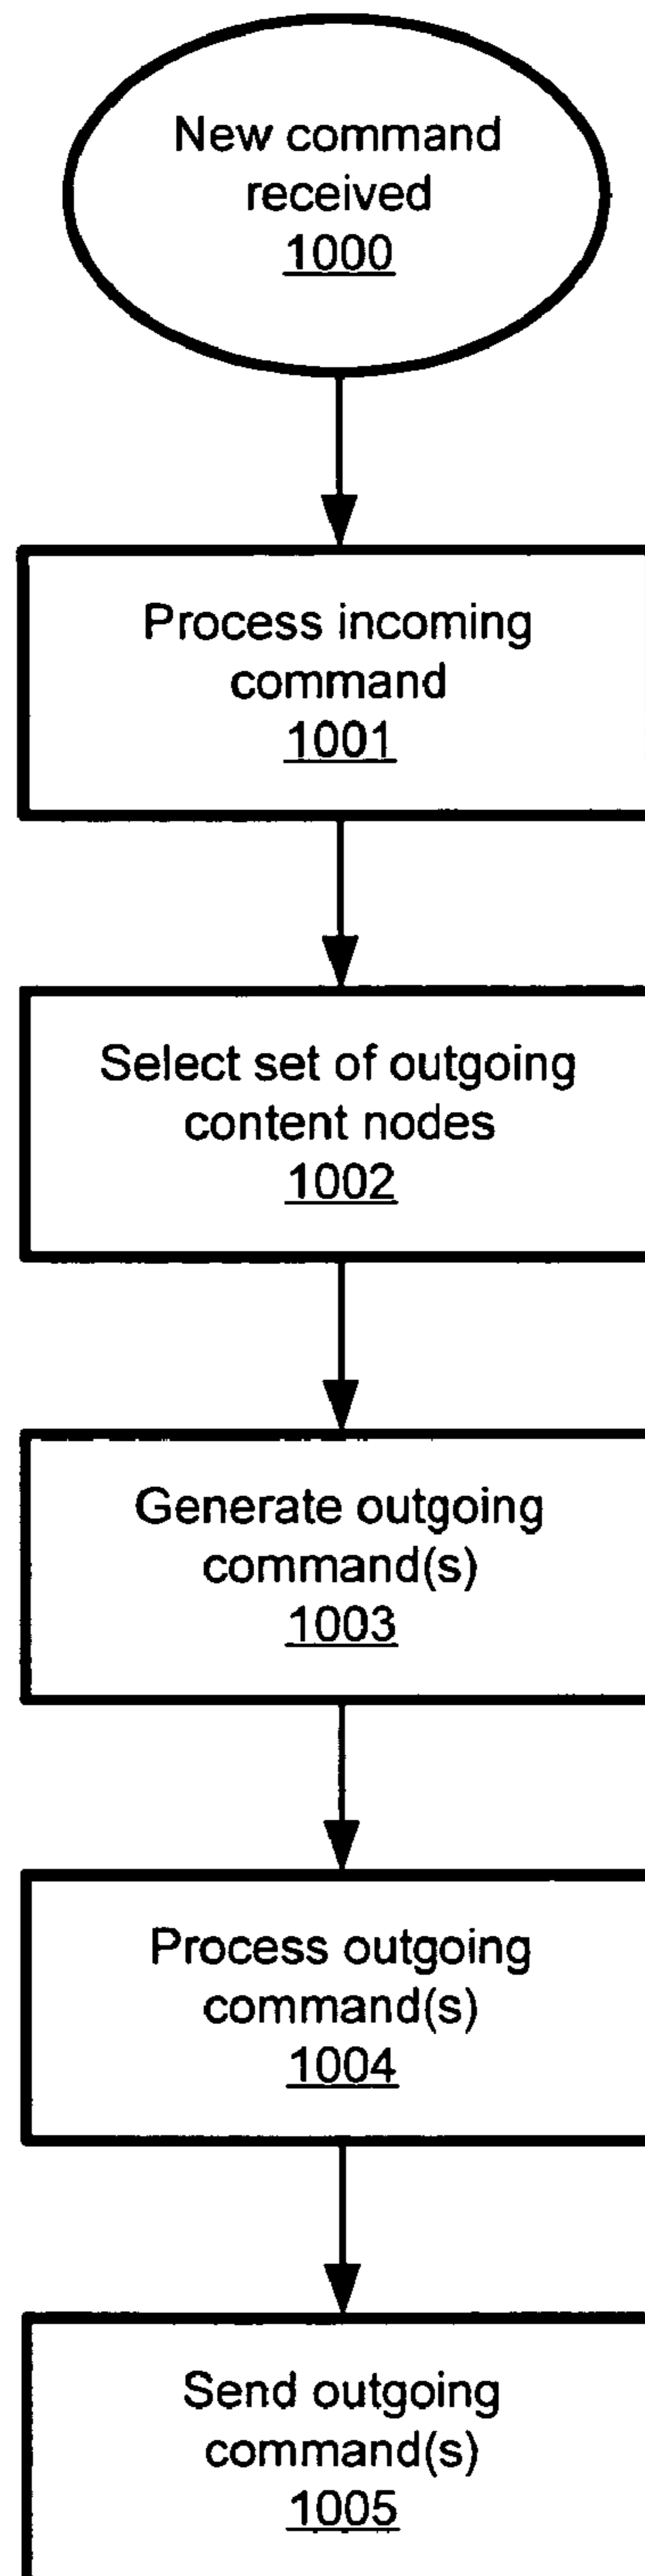 New command
received
1000
Process incoming
command
1001
Select set of outgoing
content nodes
1002
Generate outgoing
command(s)
1003
Process outgoing
command(s)
1004
Send outgoing
command(s)
1005